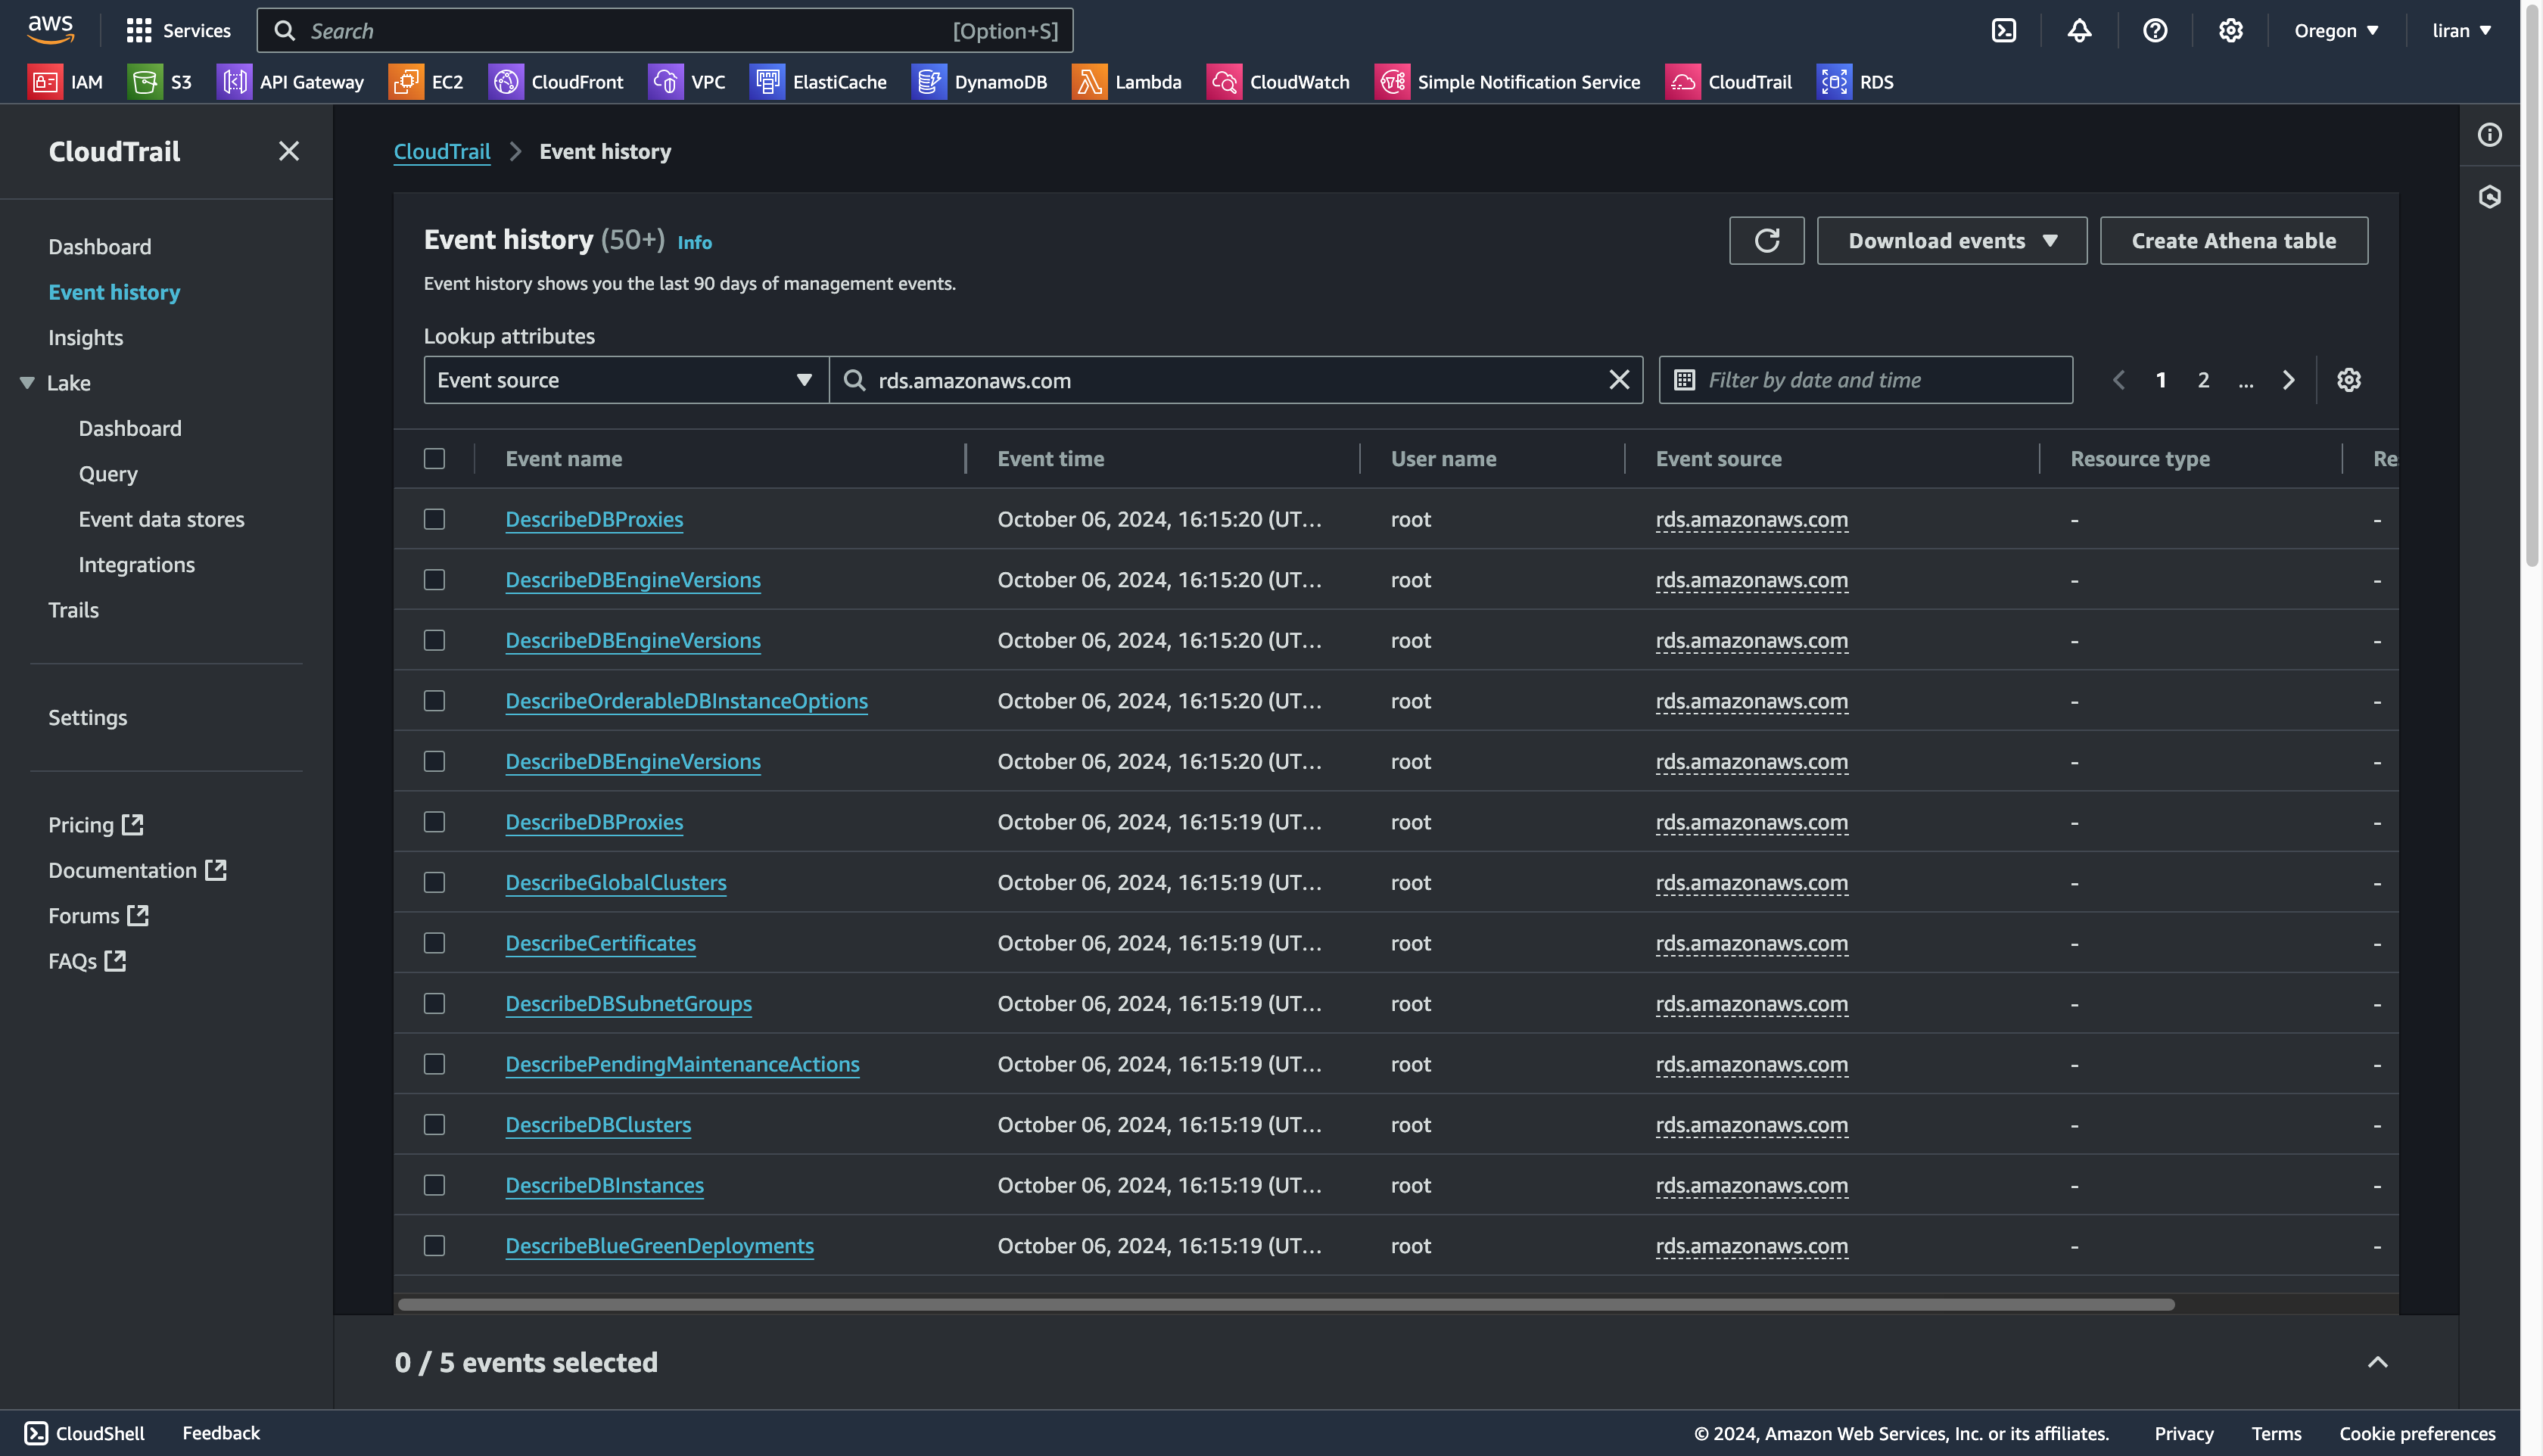 aws Services Search [Option+S] Oregon liran
IAM S3 API Gateway EC2 CloudFront VPC ElastiCache DynamoDB Lambda CloudWatch Simple Notification Service CloudTrail RDS
CloudTrail
Dashboard
Event history
Insights
Lake
Dashboard
Query
Event data stores
Integrations
Trails
Settings
Pricing
Documentation
Forums
FAQs
CloudTrail Event history
Event history (50+) Info
Download events Create Athena table
Event history shows you the last 90 days of management events.
Lookup attributes
Event source rds.amazonaws.com Filter by date and time 1 2 ...
Event name Event time User name Event source Resource type Re
DescribeDBProxies October 06, 2024, 16:15:20 (UT... root rds.amazonaws.com - -
DescribeDBEngineVersions October 06, 2024, 16:15:20 (UT... root rds.amazonaws.com - -
DescribeDBEngineVersions October 06, 2024, 16:15:20 (UT... root rds.amazonaws.com - -
DescribeOrderableDBInstanceOptions October 06, 2024, 16:15:20 (UT... root rds.amazonaws.com - -
DescribeDBEngineVersions October 06, 2024, 16:15:20 (UT... root rds.amazonaws.com - -
DescribeDBProxies October 06, 2024, 16:15:19 (UT... root rds.amazonaws.com - -
DescribeGlobalClusters October 06, 2024, 16:15:19 (UT... root rds.amazonaws.com - -
DescribeCertificates October 06, 2024, 16:15:19 (UT... root rds.amazonaws.com - -
DescribeDBSubnetGroups October 06, 2024, 16:15:19 (UT... root rds.amazonaws.com - -
DescribePendingMaintenanceActions October 06, 2024, 16:15:19 (UT... root rds.amazonaws.com - -
DescribeDBClusters October 06, 2024, 16:15:19 (UT... root rds.amazonaws.com - -
DescribeDBInstances October 06, 2024, 16:15:19 (UT... root rds.amazonaws.com - -
DescribeBlueGreenDeployments October 06, 2024, 16:15:19 (UT... root rds.amazonaws.com - -
0 / 5 events selected
CloudShell Feedback © 2024, Amazon Web Services, Inc. or its affiliates. Privacy Terms Cookie preferences